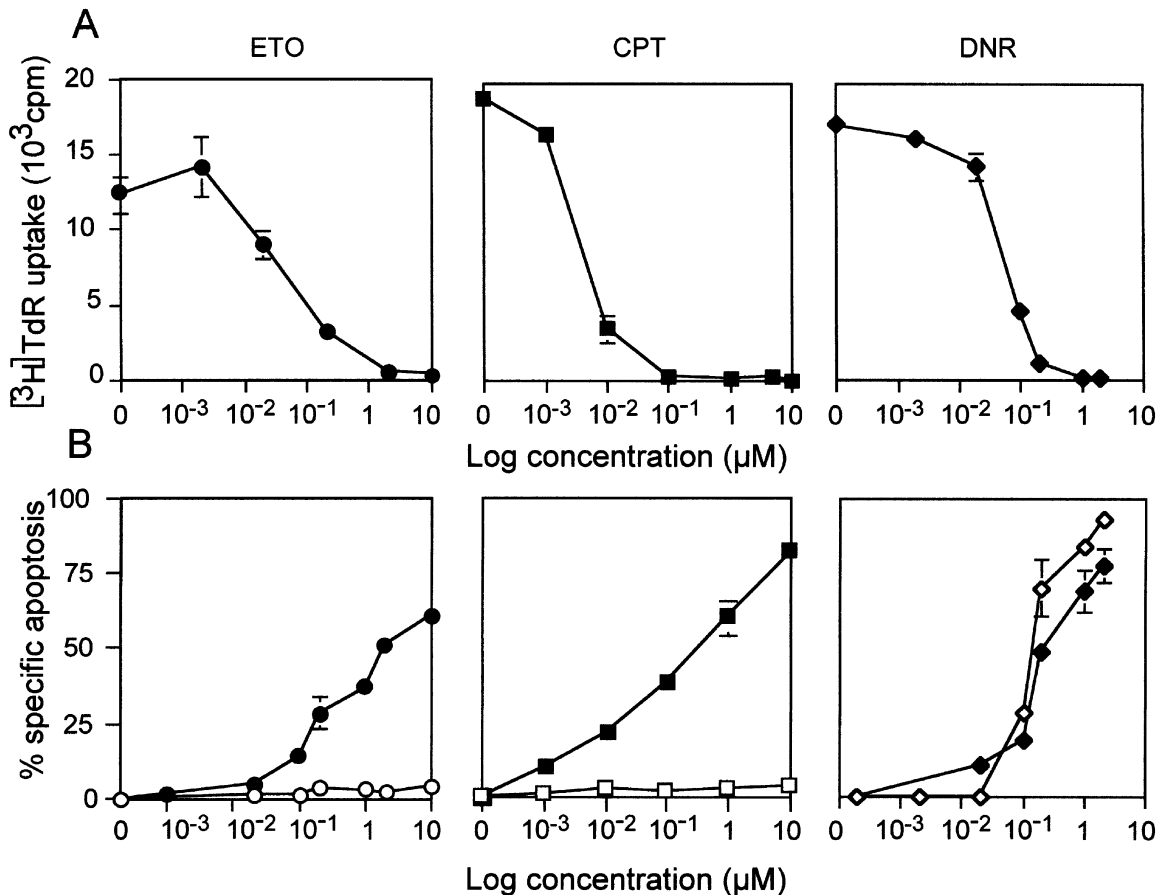 A
ETO CPT DNR
[³H]TdR uptake (10³cpm)
20
15
10
5
0
0 10⁻³ 10⁻² 10⁻¹ 1 10
0 10⁻³ 10⁻² 10⁻¹ 1 10
0 10⁻³ 10⁻² 10⁻¹ 1 10
Log concentration (µM)
B
% specific apoptosis
100
75
50
25
0
0 10⁻³ 10⁻² 10⁻¹ 1 10
0 10⁻³ 10⁻² 10⁻¹ 1 10
0 10⁻³ 10⁻² 10⁻¹ 1 10
Log concentration (µM)